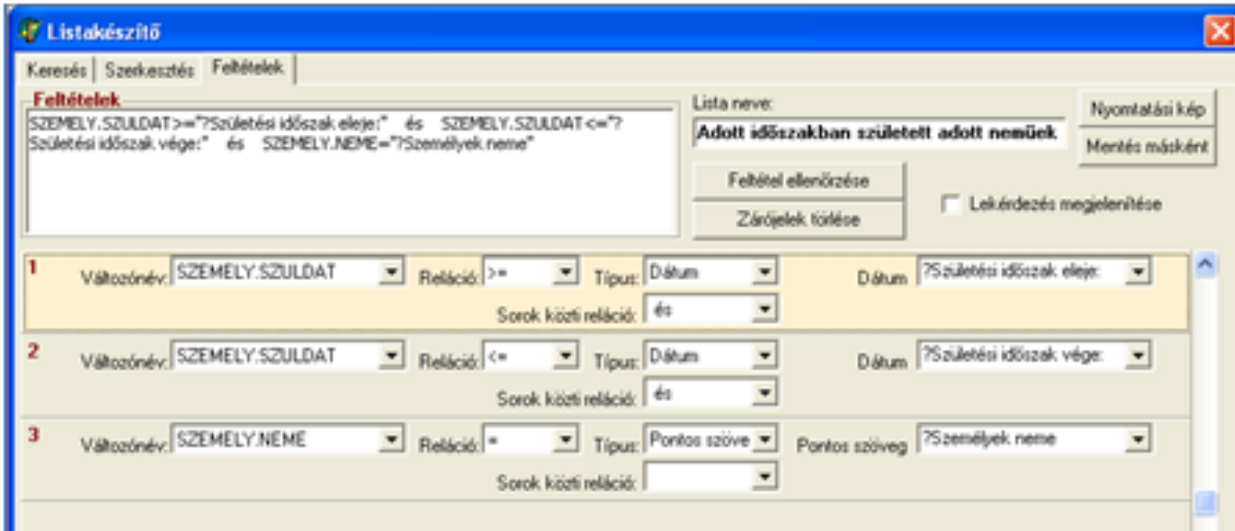 Listakészítő
Keresés Szerkesztés Feltételek
Feltételek
SZEMELY.SZULDAT>="?Születési időszak eleje:" és SZEMELY.SZULDAT<="?
Születési időszak vége:" és SZEMELY.NEME="?Személyek neme"
Lista neve:
Adott időszakban született adott neműek
Nyomtatási kép
Mentés másként
Feltétel ellenőrzése
Zárójelek törlése
Lekérdezés megjelenítése
1 Változónév: SZEMELY.SZULDAT Reláció: >= Típus: Dátum Dátum ?Születési időszak eleje:
Sorok közti reláció: és
2 Változónév: SZEMELY.SZULDAT Reláció: <= Típus: Dátum Dátum ?Születési időszak vége:
Sorok közti reláció: és
3 Változónév: SZEMELY.NEME Reláció: = Típus: Pontos szöve Pontos szöveg ?Személyek neme
Sorok közti reláció: